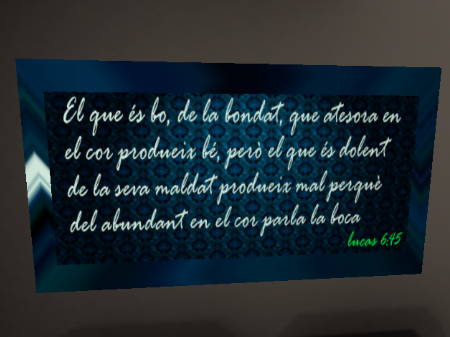 El que és bo, de la bondat, que atesora en
el cor produeix bé, però el que és dolent
de la seva maldat produeix mal perquè
del abundant en el cor parla la boca
lucas 6,45